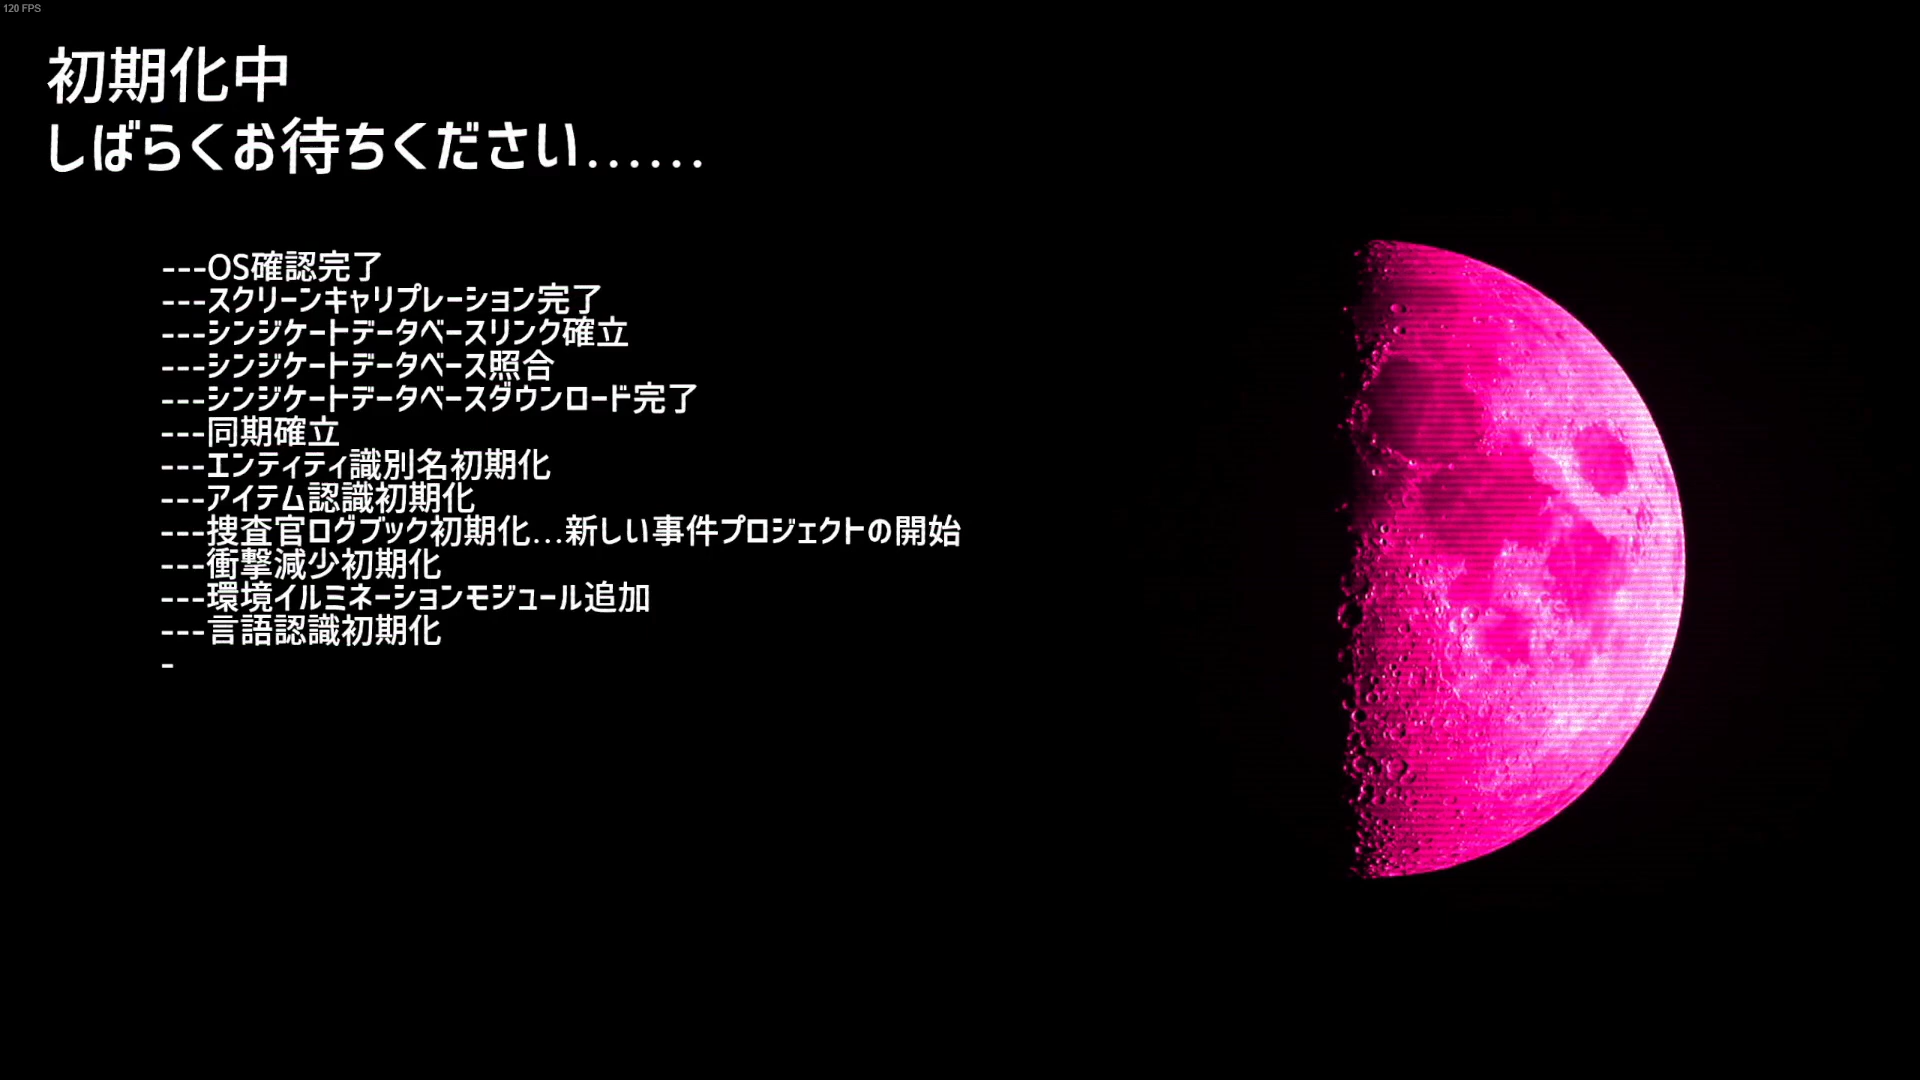 120 FPS
初期化中
しばらくお待ちください……
---OS確認完了
---スクリーンキャリブレーション完了
---シンジケートデータベースリンク確立
---シンジケートデータベース照合
---シンジケートデータベースダウンロード完了
---同期確立
---エンティティ識別名初期化
---アイテム認識初期化
---捜査官ログブック初期化…新しい事件プロジェクトの開始
---衝撃減少初期化
---環境イルミネーションモジュール追加
---言語認識初期化
-